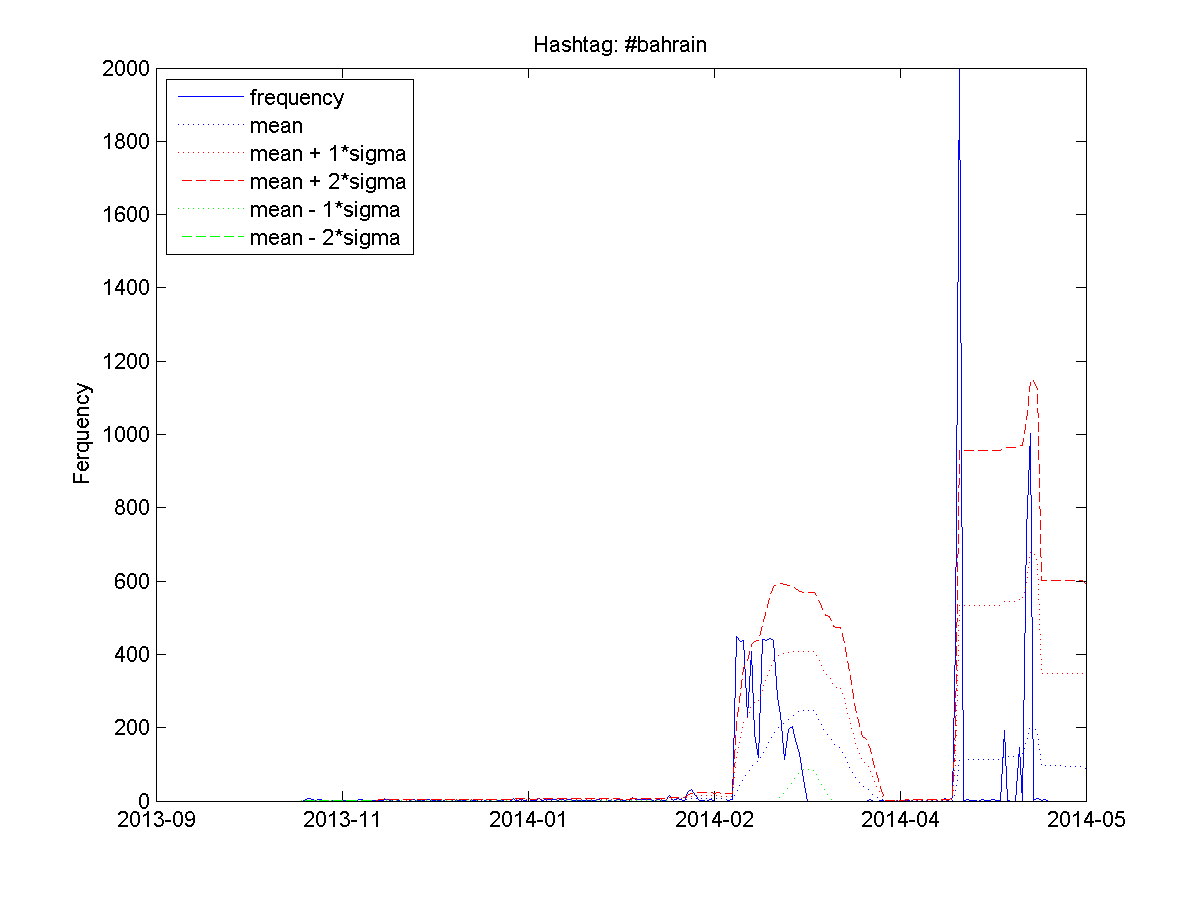 Hashtag: #bahrain
2000
1800
1600
1400
1200
1000
800
600
400
200
0
Ferquency
frequency
mean
mean + 1*sigma
mean + 2*sigma
mean - 1*sigma
mean - 2*sigma
2013-09 2013-11 2014-01 2014-02 2014-04 2014-05